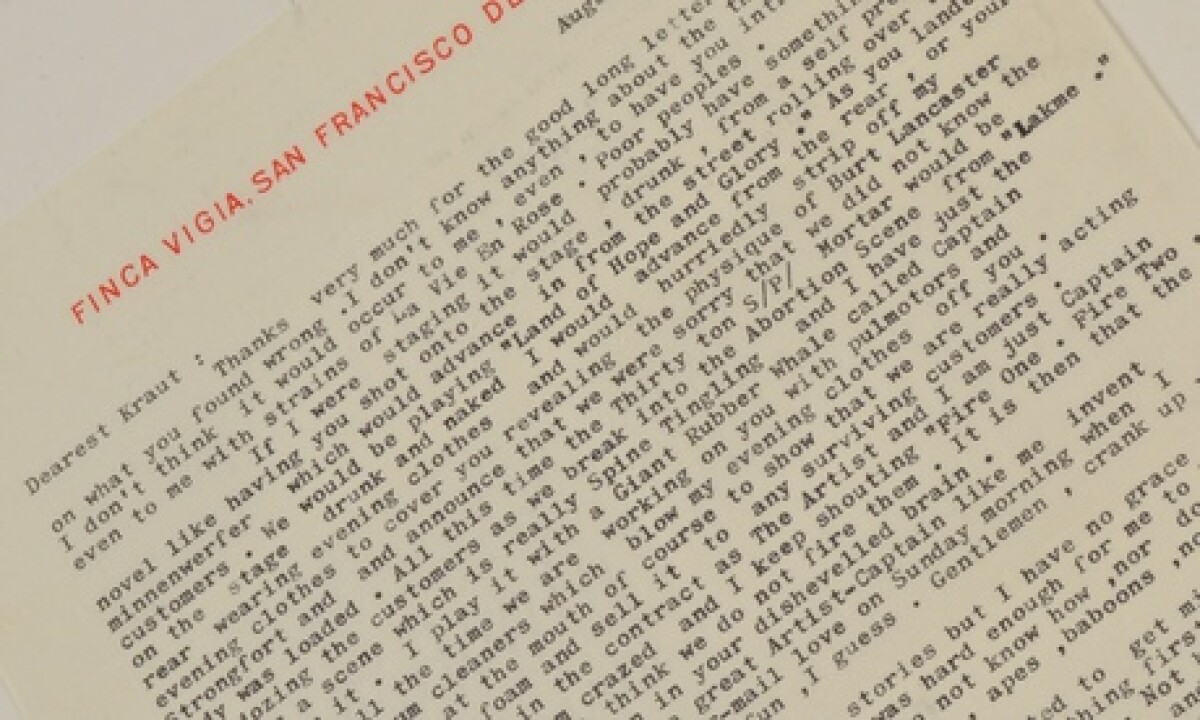 FINCA VIGIA, SAN FRANCISCO DE
Aug
Dearest Kraut :
Thanks very much for the good long letter
on what you found wrong . I don't know anything about the
I don't think it would occur to me , even , to have you
even to me with strains of La Vie En Rose . Poor peoples .
If I were staging it would probably have something
novel like having you shot onto the stage , drunk , from a self
minnenwerfer which would advance in from the street rolling over
customers . We would be playing "Land of Hope and Glory ." As you
on the stage drunk and naked I would advance from the rear , or your
rear wearing evening clothes and would hurriedly strip off my
evening clothes to cover you revealing the physique of Burt Lancaster
Strongfort and announce that we were sorry that we did not know the
was loaded . All this time the Thirty ton S/P/ Mortar would be
the customers as we break into the Abortion Scene from "Lakme ."
a scene which is really Spine Tingling and I have just the
it . I play it with a Giant Rubber Whale called Captain
the time we are working on you with pulmotors and
cleaners which blow my evening clothes off you .
at the mouth of course to show that we are really acting
foam and sell it to any surviving customers .
in the contract as The Artist and I am just Captain
crazed and I keep shouting "Fire One . Fire Two
think we do not fire them . It is then that the
in your dishevelled brain .
great Artist-Captain like me invent
-mail love on Sunday morning when I
fun ,I guess . Gentlemen , crank up
stories but I have no grace
was hard enough for me to
not know how ,nor do
apes ,baboons ,no
to get
first
Not